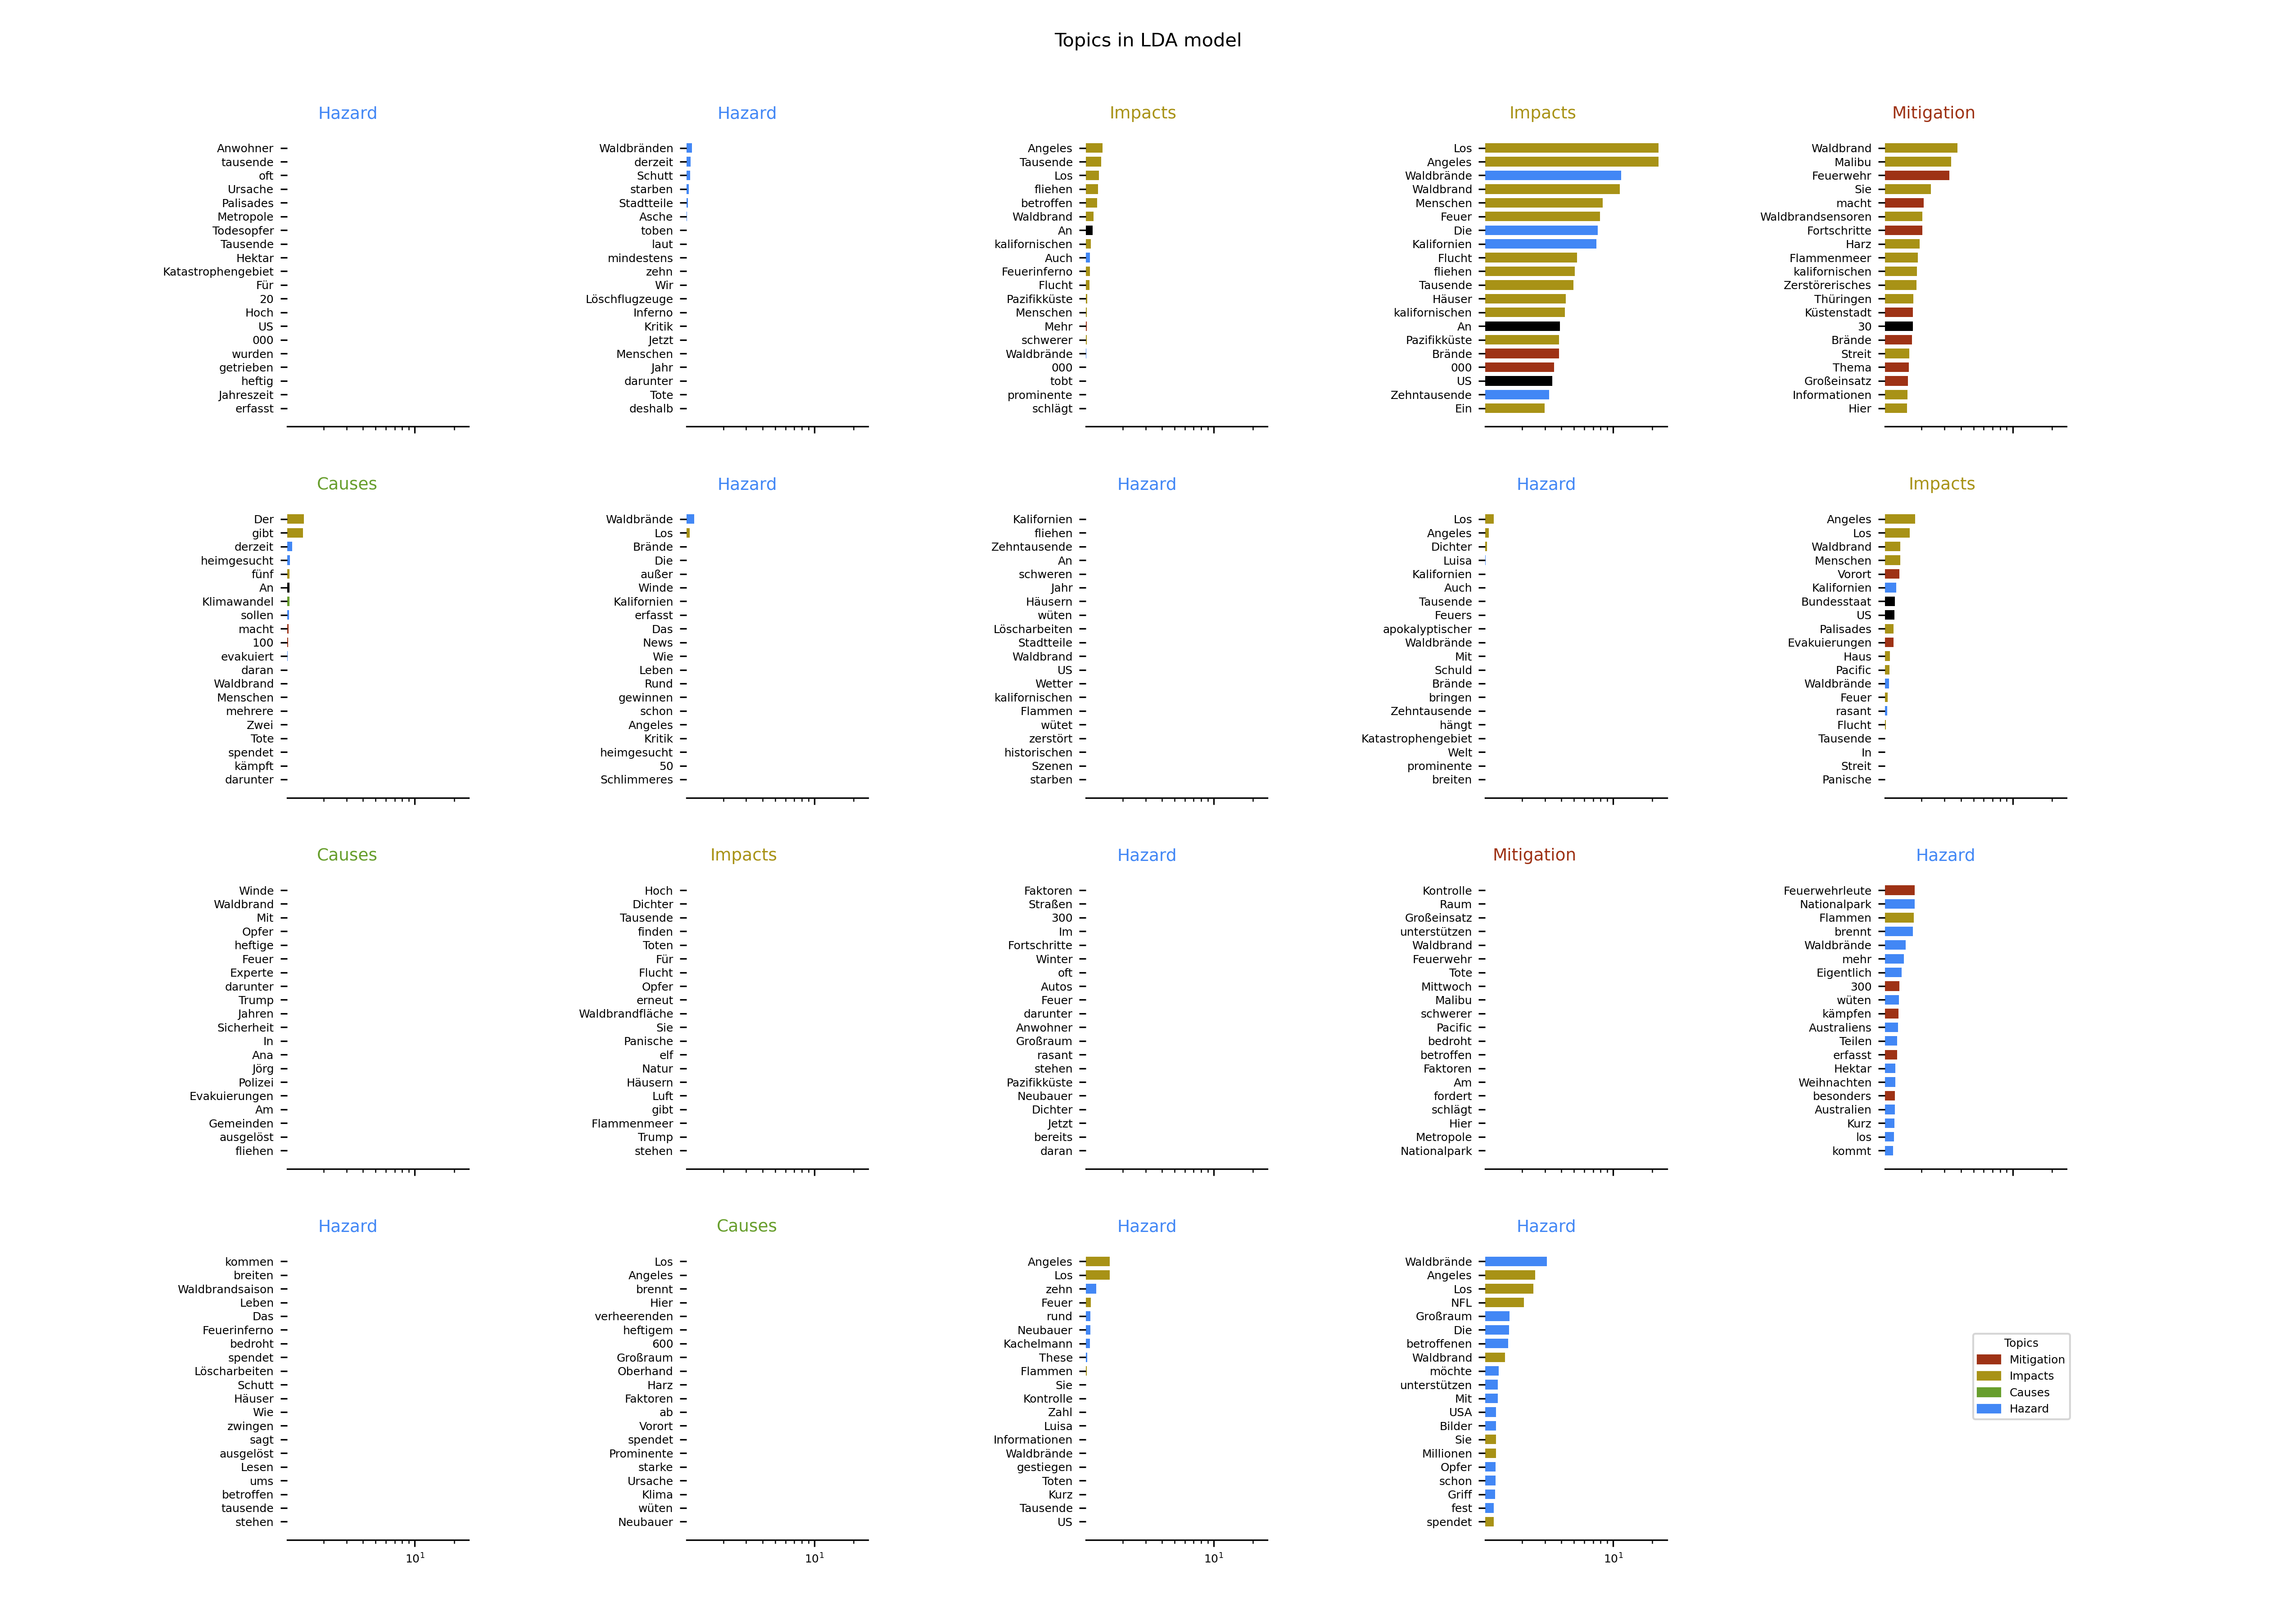 Topics in LDA model
Hazard
Anwohner
tausende
oft
Ursache
Palisades
Metropole
Todesopfer
Tausende
Hektar
Katastrophengebiet
Für
20
Hoch
US
000
wurden
getrieben
heftig
Jahreszeit
erfasst
Hazard
Waldbränden
derzeit
Schutt
starben
Stadtteile
Asche
toben
laut
mindestens
zehn
Wir
Löschflugzeuge
Inferno
Kritik
Jetzt
Menschen
Jahr
darunter
Tote
deshalb
Impacts
Angeles
Tausende
Los
fliehen
betroffen
Waldbrand
An
kalifornischen
Auch
Feuerinferno
Flucht
Pazifikküste
Menschen
Mehr
schwerer
Waldbrände
000
tobt
prominente
schlägt
Impacts
Los
Angeles
Waldbrände
Waldbrand
Menschen
Feuer
Die
Kalifornien
Flucht
fliehen
Tausende
Häuser
kalifornischen
An
Pazifikküste
Brände
000
US
Zehntausende
Ein
Mitigation
Waldbrand
Malibu
Feuerwehr
Sie
macht
Waldbrandsensoren
Fortschritte
Harz
Flammenmeer
kalifornischen
Zerstörerisches
Thüringen
Küstenstadt
30
Brände
Streit
Thema
Großeinsatz
Informationen
Hier
Causes
Der
gibt
derzeit
heimgesucht
fünf
An
Klimawandel
sollen
macht
100
evakuiert
daran
Waldbrand
Menschen
mehrere
Zwei
Tote
spendet
kämpft
darunter
Hazard
Waldbrände
Los
Brände
Die
außer
Winde
Kalifornien
erfasst
Das
News
Wie
Leben
Rund
gewinnen
schon
Angeles
Kritik
heimgesucht
50
Schlimmeres
Hazard
Kalifornien
fliehen
Zehntausende
An
schweren
Jahr
Häusern
wüten
Löscharbeiten
Stadtteile
Waldbrand
US
Wetter
kalifornischen
Flammen
wütet
zerstört
historischen
Szenen
starben
Hazard
Los
Angeles
Dichter
Luisa
Kalifornien
Auch
Tausende
Feuers
apokalyptischer
Waldbrände
Mit
Schuld
Brände
bringen
Zehntausende
hängt
Katastrophengebiet
Welt
prominente
breiten
Impacts
Angeles
Los
Waldbrand
Menschen
Vorort
Kalifornien
Bundesstaat
US
Palisades
Evakuierungen
Haus
Pacific
Waldbrände
Feuer
rasant
Flucht
Tausende
In
Streit
Panische
Causes
Winde
Waldbrand
Mit
Opfer
heftige
Feuer
Experte
darunter
Trump
Jahren
Sicherheit
In
Ana
Jörg
Polizei
Evakuierungen
Am
Gemeinden
ausgelöst
fliehen
Impacts
Hoch
Dichter
Tausende
finden
Toten
Für
Flucht
Opfer
erneut
Waldbrandfläche
Sie
Panische
elf
Natur
Häusern
Luft
gibt
Flammenmeer
Trump
stehen
Hazard
Faktoren
Straßen
300
Im
Fortschritte
Winter
oft
Autos
Feuer
darunter
Anwohner
Großraum
rasant
stehen
Pazifikküste
Neubauer
Dichter
Jetzt
bereits
daran
Mitigation
Kontrolle
Raum
Großeinsatz
unterstützen
Waldbrand
Feuerwehr
Tote
Mittwoch
Malibu
schwerer
Pacific
bedroht
betroffen
Faktoren
Am
fordert
schlägt
Hier
Metropole
Nationalpark
Hazard
Feuerwehrleute
Nationalpark
Flammen
brennt
Waldbrände
mehr
Eigentlich
300
wüten
kämpfen
Australiens
Teilen
erfasst
Hektar
Weihnachten
besonders
Australien
Kurz
los
kommt
Hazard
kommen
breiten
Waldbrandsaison
Leben
Das
Feuerinferno
bedroht
spendet
Löscharbeiten
Schutt
Häuser
Wie
zwingen
sagt
ausgelöst
Lesen
ums
betroffen
tausende
stehen
10¹
Causes
Los
Angeles
brennt
Hier
verheerenden
heftigem
600
Großraum
Oberhand
Harz
Faktoren
ab
Vorort
spendet
Prominente
starke
Ursache
Klima
wüten
Neubauer
10¹
Hazard
Angeles
Los
zehn
Feuer
rund
Neubauer
Kachelmann
These
Flammen
Sie
Kontrolle
Zahl
Luisa
Informationen
Waldbrände
gestiegen
Toten
Kurz
Tausende
US
10¹
Hazard
Waldbrände
Angeles
Los
NFL
Großraum
Die
betroffenen
Waldbrand
möchte
unterstützen
Mit
USA
Bilder
Sie
Millionen
Opfer
schon
Griff
fest
spendet
10¹
Topics
Mitigation
Impacts
Causes
Hazard